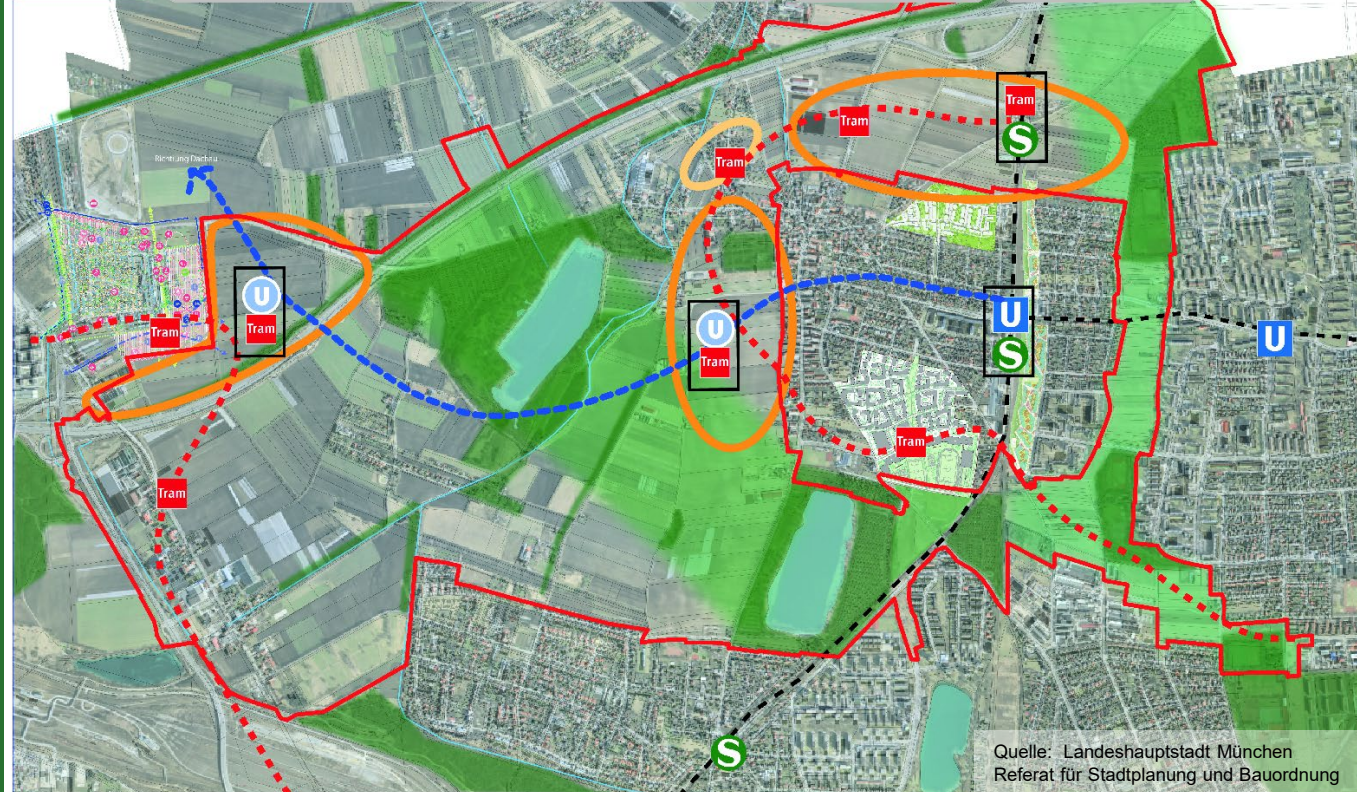 Tram
S
Tram
Tram
Richtung Dachau
U
Tram
Tram
U
Tram
U
S
U
Tram
Tram
S
Quelle: Landeshauptstadt München
Referat für Stadtplanung und Bauordnung